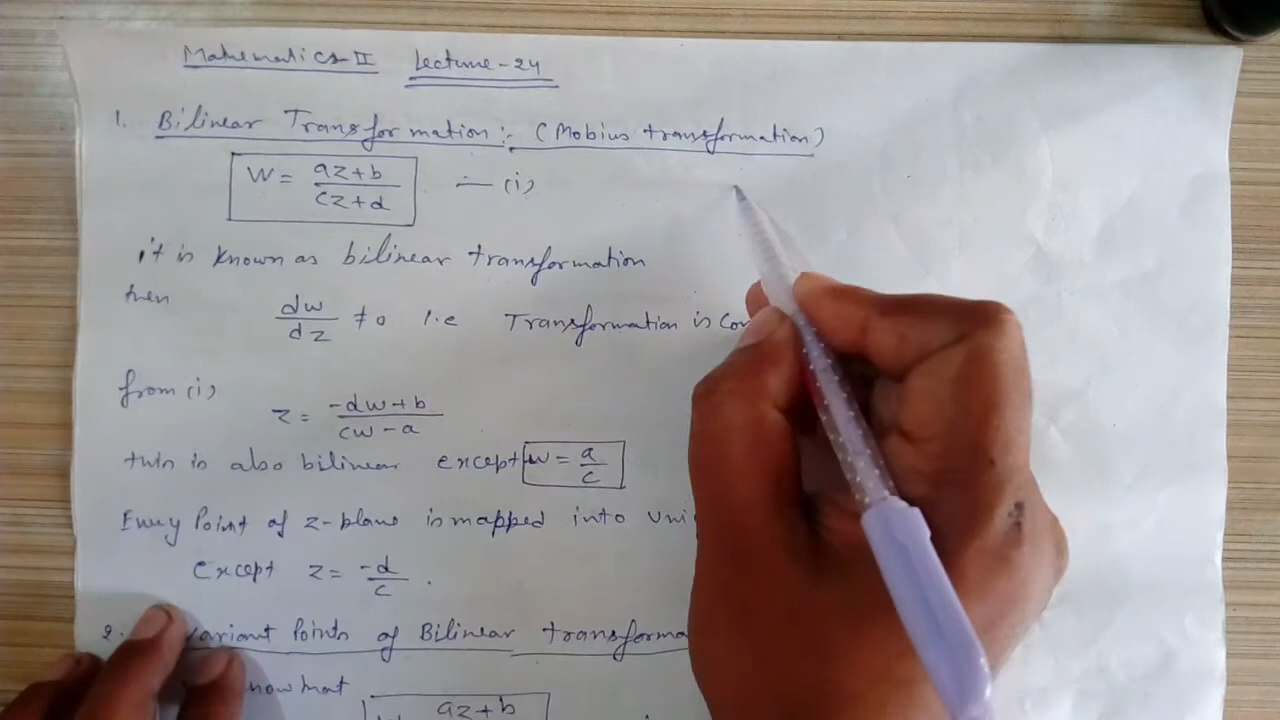 Mathematics-II Lecture-24
1. Bilinear Transformation:- (Mobius transformation)
W = az+b / cz+d — (i)
it is known as bilinear transformation
then dw/dz ≠ 0 i.e Transformation is
from (i)
z = -dw+b / cw-a
this is also bilinear except w = a/c
Every Point of z-plane is mapped into
except z = -d/c .
2. Points of Bilinear
az+b